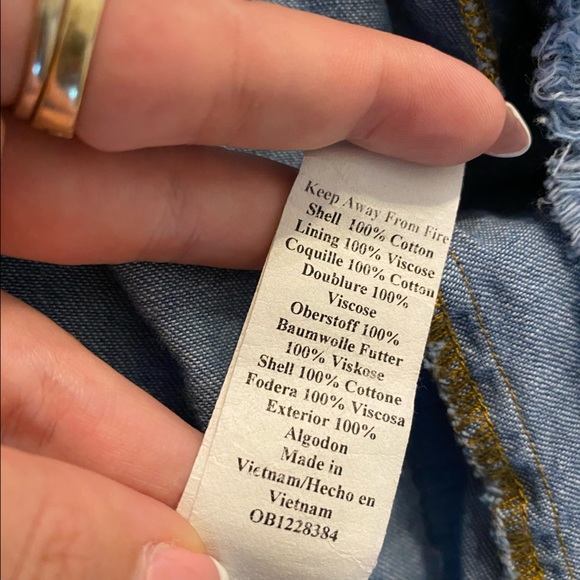 Keep Away From Fire
Shell 100% Cotton
Lining 100% Viscose
Coquille 100% Cotton
Doublure 100%
Viscose
Oberstoff 100%
Baumwolle Futter
100% Viskose
Shell 100% Cottone
Fodera 100% Viscosa
Exterior 100%
Algodon
Made in
Vietnam/Hecho en
Vietnam
OB1228384